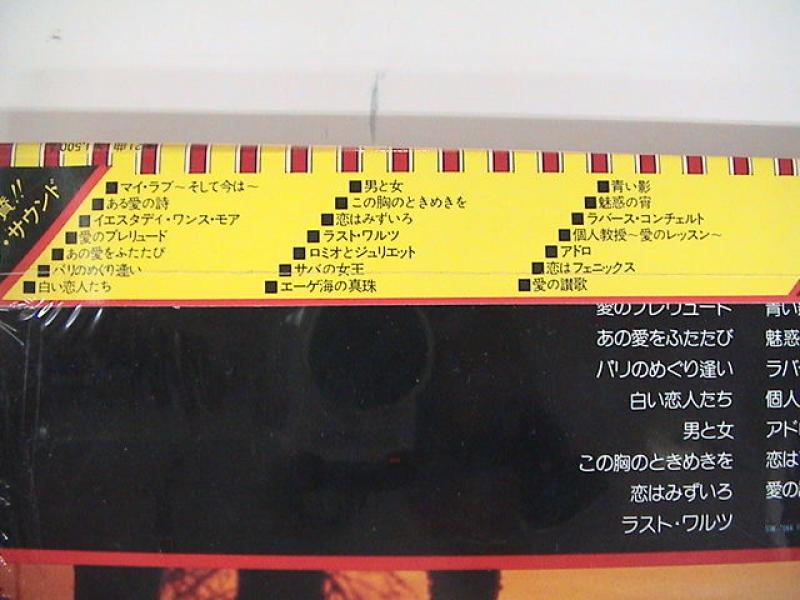 サウンド
■マイ・ラブ～そして今は～
■ある愛の詩
■イエスタデイ・ワンス・モア
■愛のプレリュード
■あの愛をふたたび
■パリのめぐり逢い
■白い恋人たち
■男と女
■この胸のときめきを
■恋はみずいろ
■ラスト・ワルツ
■ロミオとジュリエット
■サバの女王
■エーゲ海の真珠
■青い影
■魅惑の宵
■ラバース・コンチェルト
■個人教授～愛のレッスン～
■アドロ
■恋はフェニックス
■愛の讃歌
愛のプレリュード
あの愛をふたたび
パリのめぐり逢い
白い恋人たち
男と女
この胸のときめきを
恋はみずいろ
ラスト・ワルツ
青い
魅惑
ラバ
個人
アド
恋は
愛の